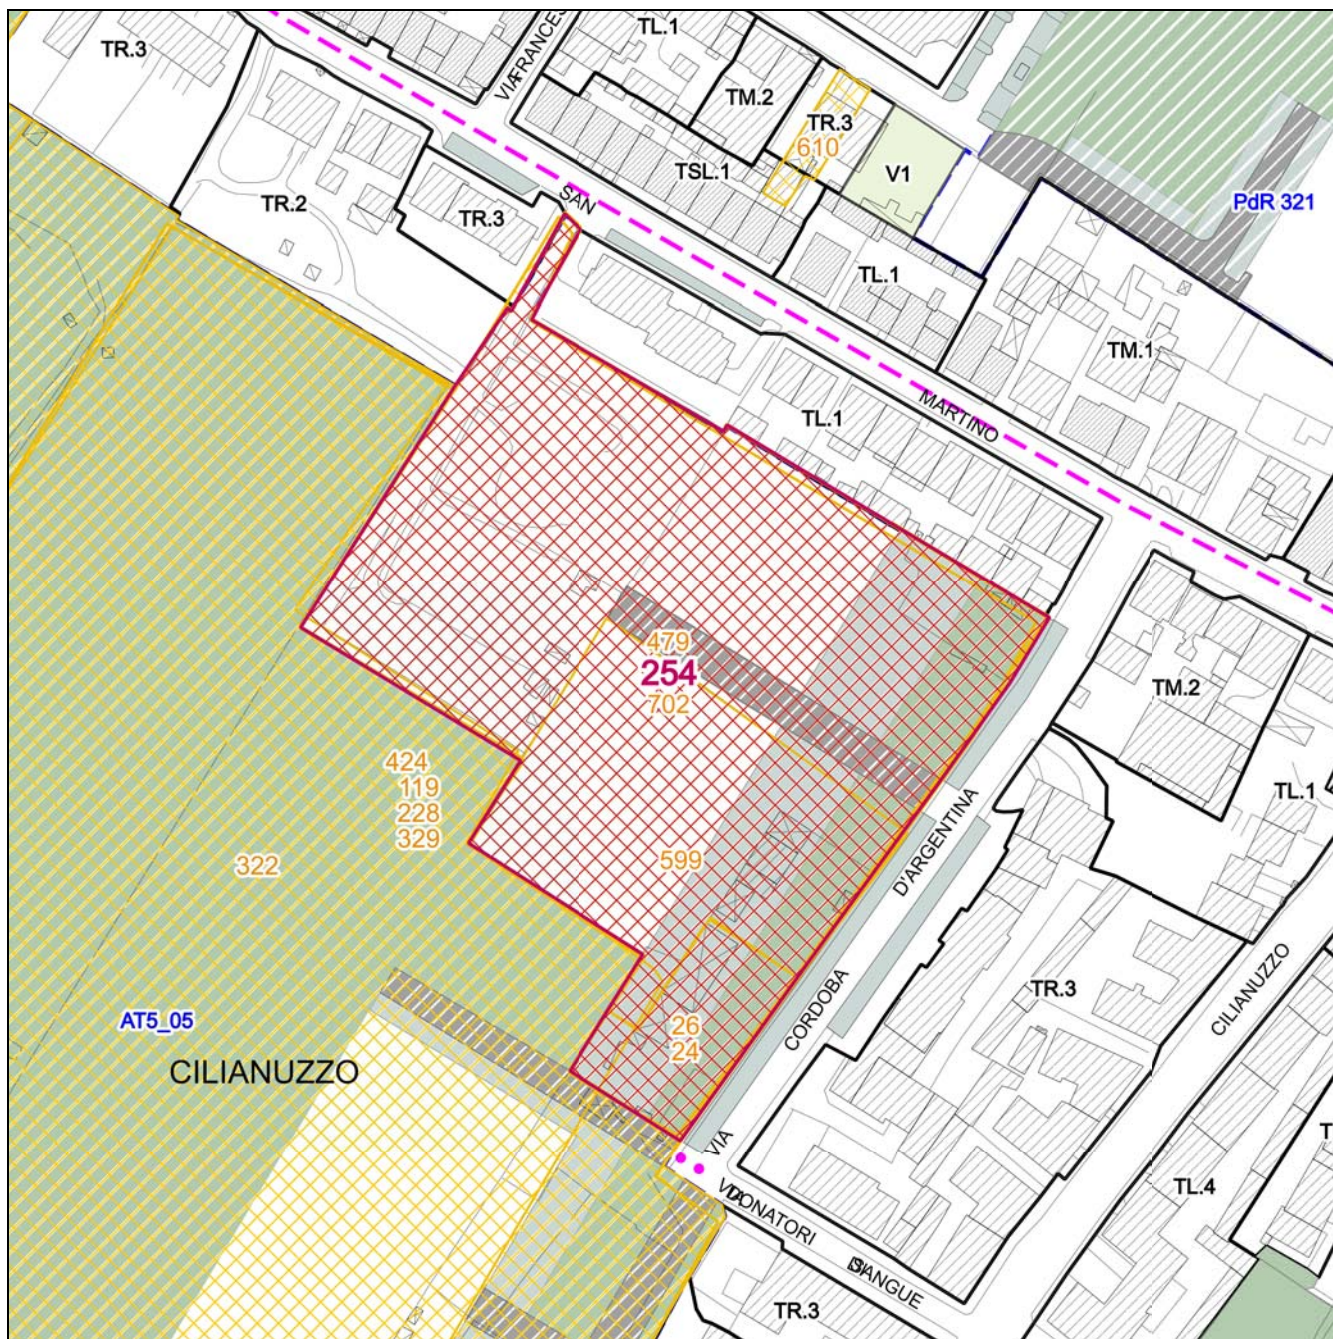 TL.1
TR.3
VIA FRANCES
TM.2
TR.3
610
V1
TSL.1
PdR 321
SAN
TR.2
TR.3
TL.1
TM.1
MARTINO
TL.1
479
254
702
TM.2
424
119
228
329
TL.1
D'ARGENTINA
322
599
CILIANUZZO
TR.3
CORDOBA
AT5_05
26
24
CILIANUZZO
VIA
TL.4
VIA DONATORI
DI SANGUE
TR.3